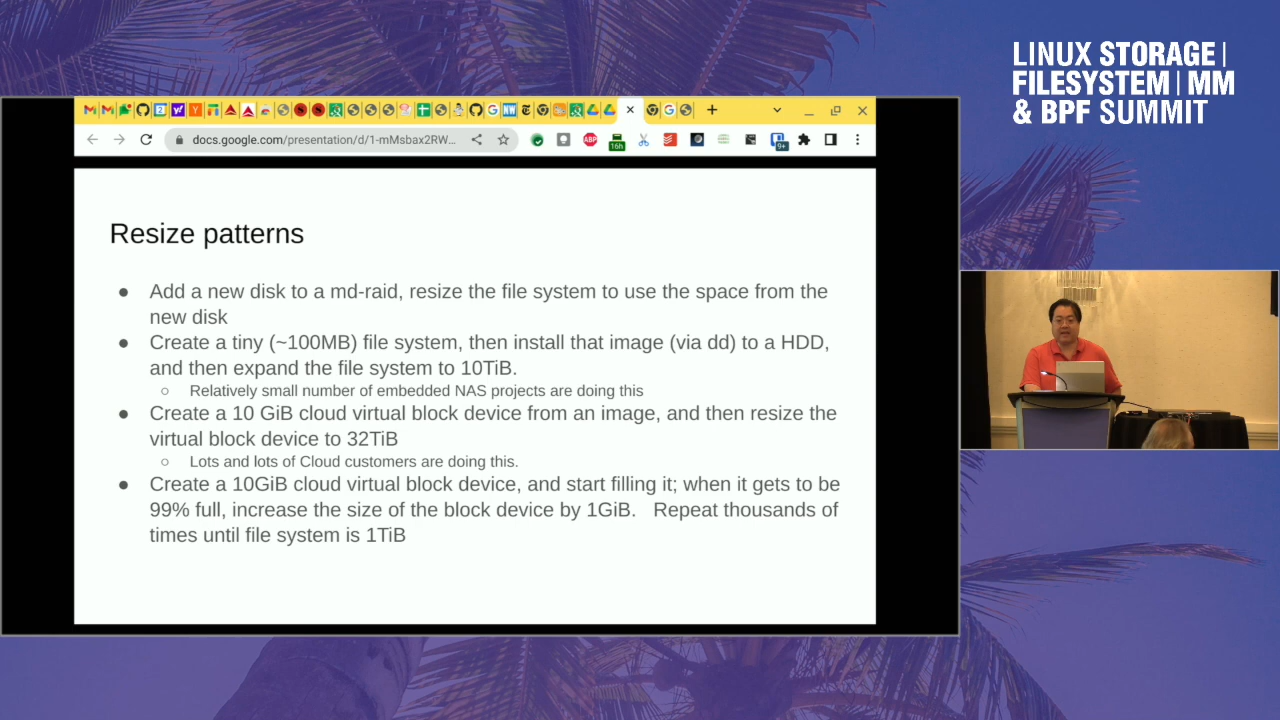 LINUX STORAGE |
FILESYSTEM | MM
& BPF SUMMIT
docs.google.com/presentation/d/1-mMsbax2RW...
ABP
16h
9+
Resize patterns
● Add a new disk to a md-raid, resize the file system to use the space from the
new disk
● Create a tiny (~100MB) file system, then install that image (via dd) to a HDD,
and then expand the file system to 10TiB.
○ Relatively small number of embedded NAS projects are doing this
● Create a 10 GiB cloud virtual block device from an image, and then resize the
virtual block device to 32TiB
○ Lots and lots of Cloud customers are doing this.
● Create a 10GiB cloud virtual block device, and start filling it; when it gets to be
99% full, increase the size of the block device by 1GiB. Repeat thousands of
times until file system is 1TiB